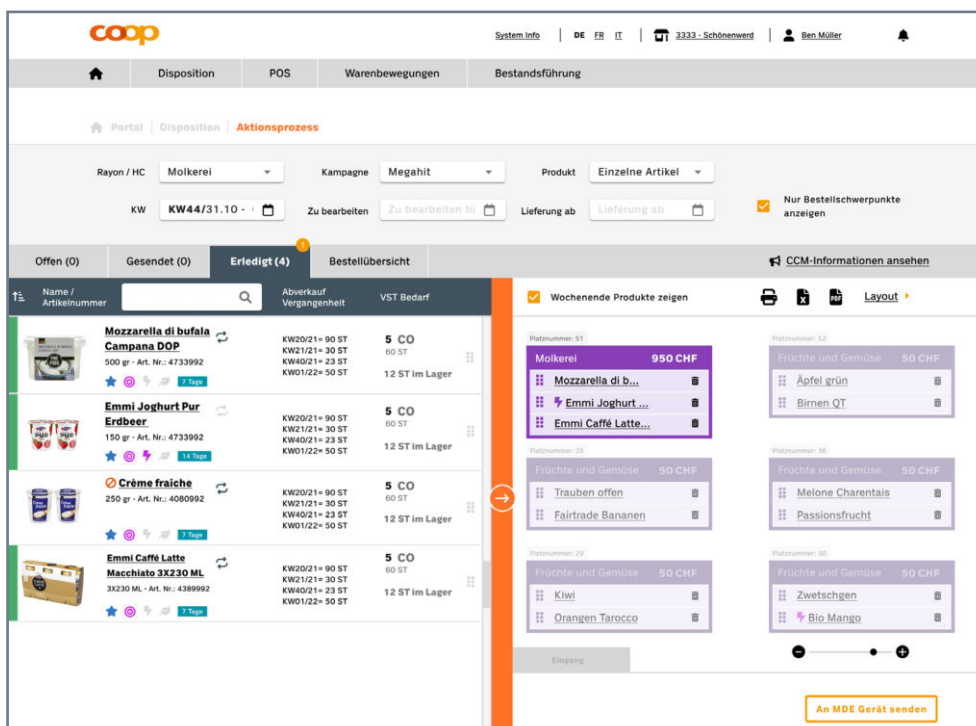 coop
System Info
DE FR IT
3333 - Schönenwerd
Ben Müller
Disposition
POS
Warenbewegungen
Bestandsführung
Portal
Disposition
Aktionsprozess
Rayon / HC
Molkerei
Kampagne
Megahit
Produkt
Einzelne Artikel
KW
KW44/31.10 -
Zu bearbeiten
Zu bearbeiten bi
Lieferung ab
Lieferung ab
Nur Bestellschwerpunkte
anzeigen
Offen (0)
Gesendet (0)
Erledigt (4)
1
Bestellübersicht
CCM-Informationen ansehen
Name /
Artikelnummer
Abverkauf
Vergangenheit
VST Bedarf
Mozzarella di bufala
Campana DOP
500 gr - Art. Nr.: 4733992
7 Tage
KW20/21= 90 ST
KW21/21= 30 ST
KW40/21= 23 ST
KW01/22= 50 ST
5 CO
60 ST
12 ST im Lager
Emmi Joghurt Pur
Erdbeer
150 gr - Art. Nr.: 4733992
14 Tage
KW20/21= 90 ST
KW21/21= 30 ST
KW40/21= 23 ST
KW01/22= 50 ST
5 CO
60 ST
12 ST im Lager
Crème fraiche
250 gr - Art. Nr.: 4080992
7 Tage
KW20/21= 90 ST
KW21/21= 30 ST
KW40/21= 23 ST
KW01/22= 50 ST
5 CO
60 ST
12 ST im Lager
Emmi Caffé Latte
Macchiato 3X230 ML
3X230 ML - Art. Nr.: 4389992
7 Tage
KW20/21= 90 ST
KW21/21= 30 ST
KW40/21= 23 ST
KW01/22= 50 ST
5 CO
60 ST
12 ST im Lager
Wochenende Produkte zeigen
X
PDF
Layout
Platznummer: 51
Molkerei 950 CHF
Mozzarella di b...
Emmi Joghurt ...
Emmi Caffé Latte...
Platznummer: 52
Früchte und Gemüse 50 CHF
Äpfel grün
Birnen QT
Platznummer: 35
Früchte und Gemüse 50 CHF
Trauben offen
Fairtrade Bananen
Platznummer: 36
Früchte und Gemüse 50 CHF
Melone Charentais
Passionsfrucht
Platznummer: 29
Früchte und Gemüse 50 CHF
Kiwi
Orangen Tarocco
Platznummer: 30
Früchte und Gemüse 50 CHF
Zwetschgen
Bio Mango
Eingang
An MDE Gerät senden